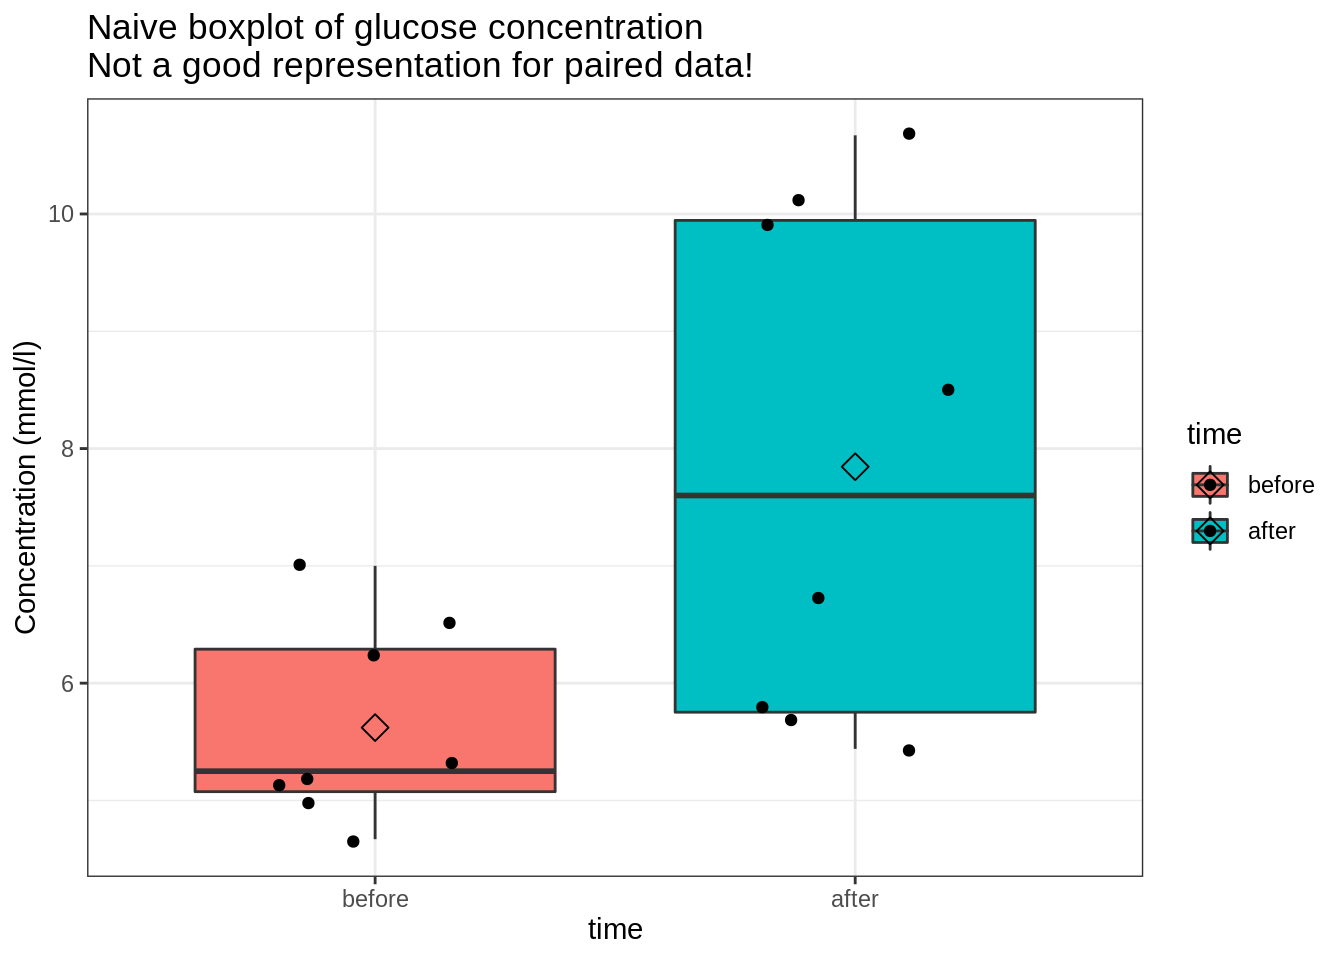 Naive boxplot of glucose concentration
Not a good representation for paired data!
Concentration (mmol/l)
10
8
6
before
after
time
time
before
after